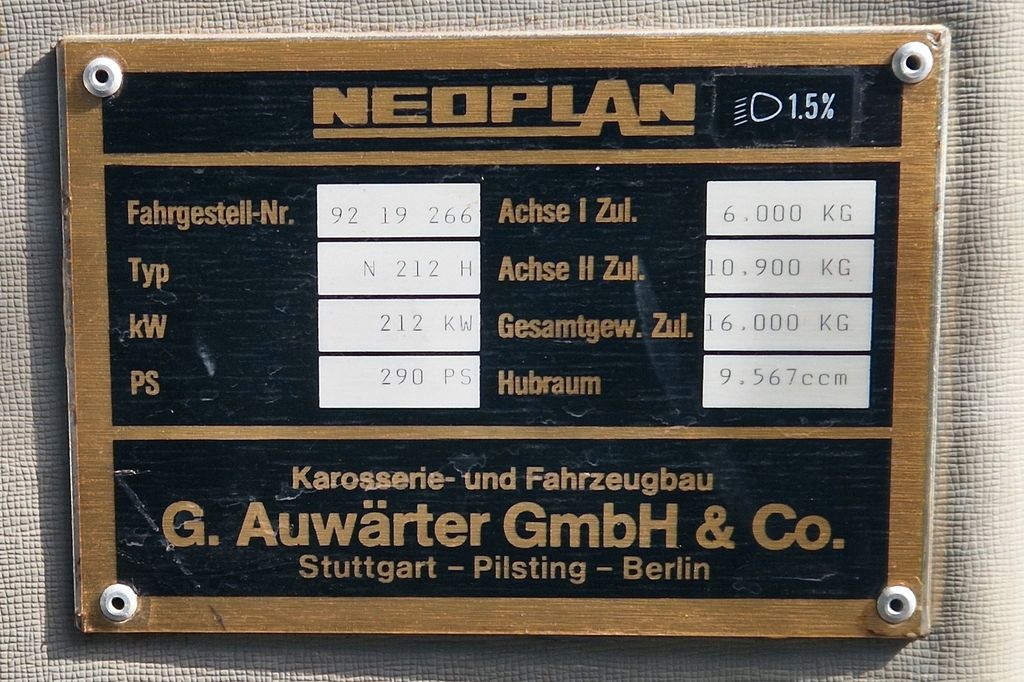 NEOPLAN 1.5%
Fahrgestell-Nr. 92 19 266 Achse I Zul. 6.000 KG
Typ N 212 H Achse II Zul. 10.900 KG
kW 212 KW Gesamtgew. Zul. 16.000 KG
PS 290 PS Hubraum 9.567ccm
Karosserie- und Fahrzeugbau
G. Auwärter GmbH & Co.
Stuttgart – Pilsting – Berlin